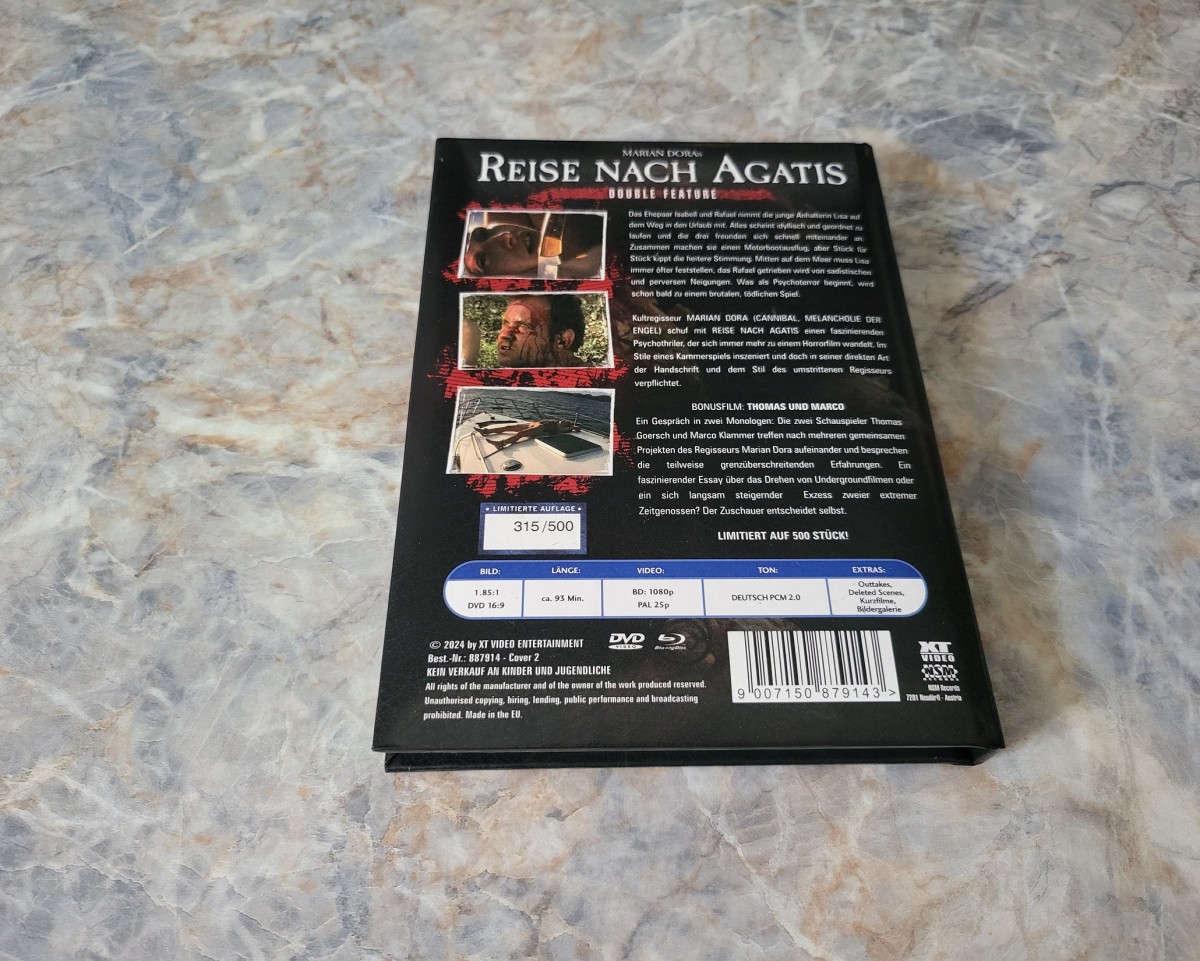 MARIAN DORAs
REISE NACH AGATIS
DOUBLE FEATURE
Das Ehepaar Isabell und Rafael nimmt die junge Anhalterin Lisa auf
dem Weg in den Urlaub mit. Alles scheint idyllisch und geordnet zu
laufen und die drei freunden sich schnell miteinander an.
Zusammen machen sie einen Motorbootausflug, aber Stück für
Stück kippt die heitere Stimmung. Mitten auf dem Meer muss Lisa
immer öfter feststellen, das Rafael getrieben wird von sadistischen
und perversen Neigungen. Was als Psychoterror beginnt, wird
schon bald zu einem brutalen, tödlichen Spiel.
Kultregisseur MARIAN DORA (CANNIBAL, MELANCHOLIE DER
ENGEL) schuf mit REISE NACH AGATIS einen faszinierenden
Psychothriler, der sich immer mehr zu einem Horrorfilm wandelt. Im
Stile eines Kammerspiels inszeniert und doch in seiner direkten Art
der Handschrift und dem Stil des umstrittenen Regisseurs
verpflichtet.
BONUSFILM: THOMAS UND MARCO
Ein Gespräch in zwei Monologen: Die zwei Schauspieler Thomas
Goersch und Marco Klammer treffen nach mehreren gemeinsamen
Projekten des Regisseurs Marian Dora aufeinander und besprechen
die teilweise grenzüberschreitenden Erfahrungen. Ein
faszinierender Essay über das Drehen von Undergroundfilmen oder
ein sich langsam steigernder Exzess zweier extremer
Zeitgenossen? Der Zuschauer entscheidet selbst.
LIMITIERT AUF 500 STÜCK!
• LIMITIERTE AUFLAGE •
315/500
BILD: LÄNGE: VIDEO: TON: EXTRAS:
1.85:1
DVD 16:9
ca. 93 Min.
BD: 1080p
PAL 25p
DEUTSCH PCM 2.0
Outtakes,
Deleted Scenes,
Kurzfilme,
Bildergalerie
© 2024 by XT VIDEO ENTERTAINMENT
Best.-Nr.: 887914 - Cover 2
KEIN VERKAUF AN KINDER UND JUGENDLICHE
All rights of the manufacturer and of the owner of the work produced reserved.
Unauthorised copying, hiring, lending, public performance and broadcasting
prohibited. Made in the EU.
DVD
VIDEO
Blu-ray Disc
9 007150 879143 >
XT
VIDEO
NSM
RECORDS
NSM Records
7201 Neudörfl - Austria